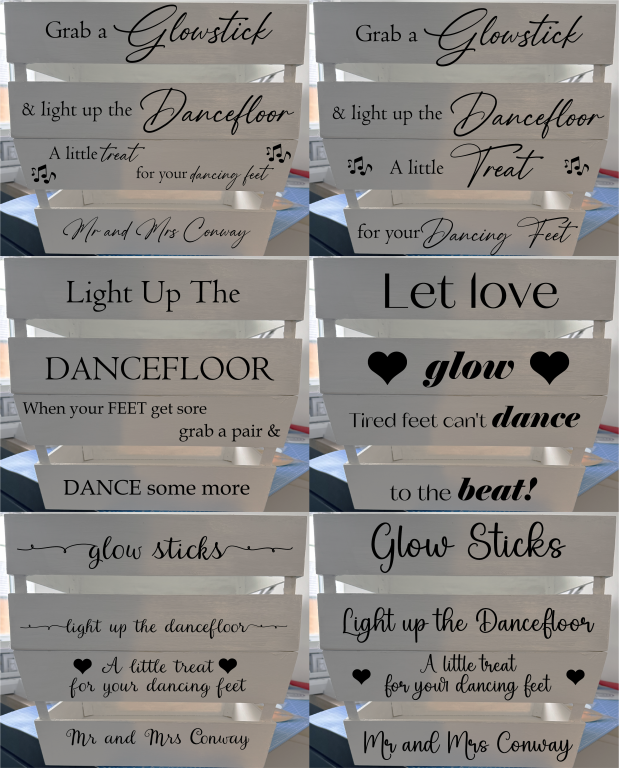 Grab a Glowstick
& light up the Dancefloor
A little treat
for your dancing feet
Mr and Mrs Conway
Grab a Glowstick
& light up the Dancefloor
A little Treat
for your Dancing Feet
Light Up The
DANCEFLOOR
When your FEET get sore
grab a pair &
DANCE some more
Let love
glow
Tired feet can't dance
to the beat!
glow sticks
light up the dancefloor
A little treat
for your dancing feet
Mr and Mrs Conway
Glow Sticks
Light up the Dancefloor
A little treat
for your dancing feet
Mr and Mrs Conway